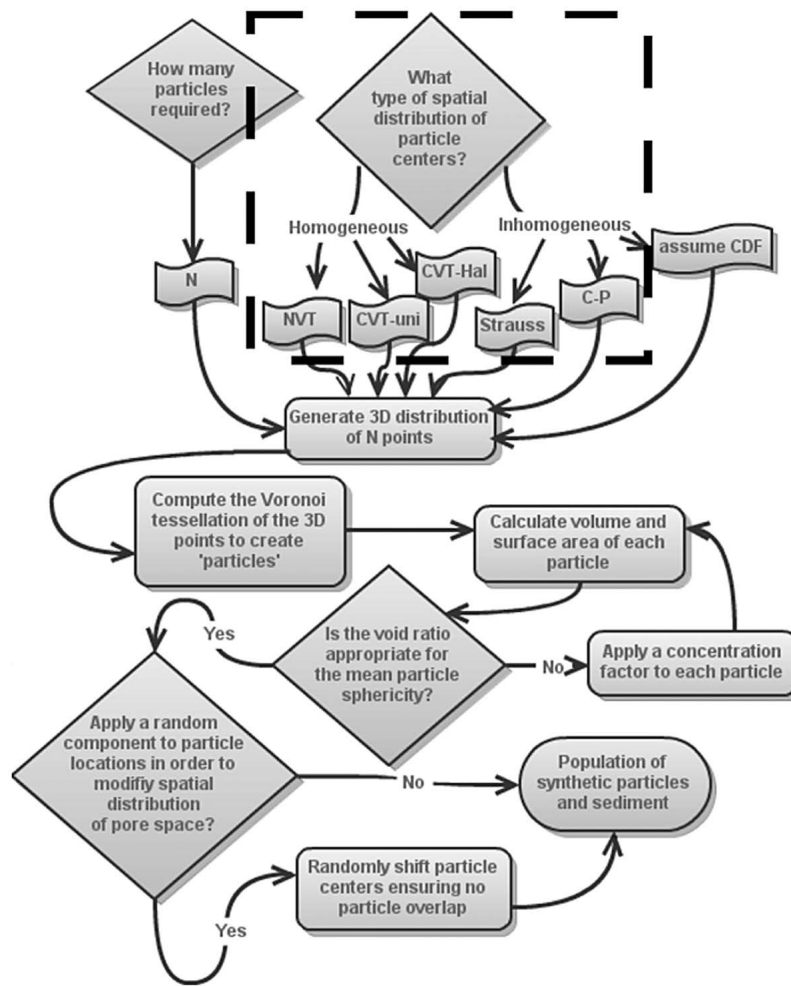 How many
particles
required?
What
type of spatial
distribution of
particle
centers?
Homogeneous
Inhomogeneous
N
NVT
CVT-uni
CVT-Hal
Strauss
C-P
assume CDF
Generate 3D distribution
of N points
Compute the Voronoi
tessellation of the 3D
points to create
'particles'
Calculate volume and
surface area of each
particle
Is the void ratio
appropriate for
the mean particle
sphericity?
Yes
No
Apply a concentration
factor to each particle
Apply a random
component to particle
locations in order to
modifiy spatial
distribution
of pore space?
No
Population of
synthetic particles
and sediment
Yes
Randomly shift particle
centers ensuring no
particle overlap